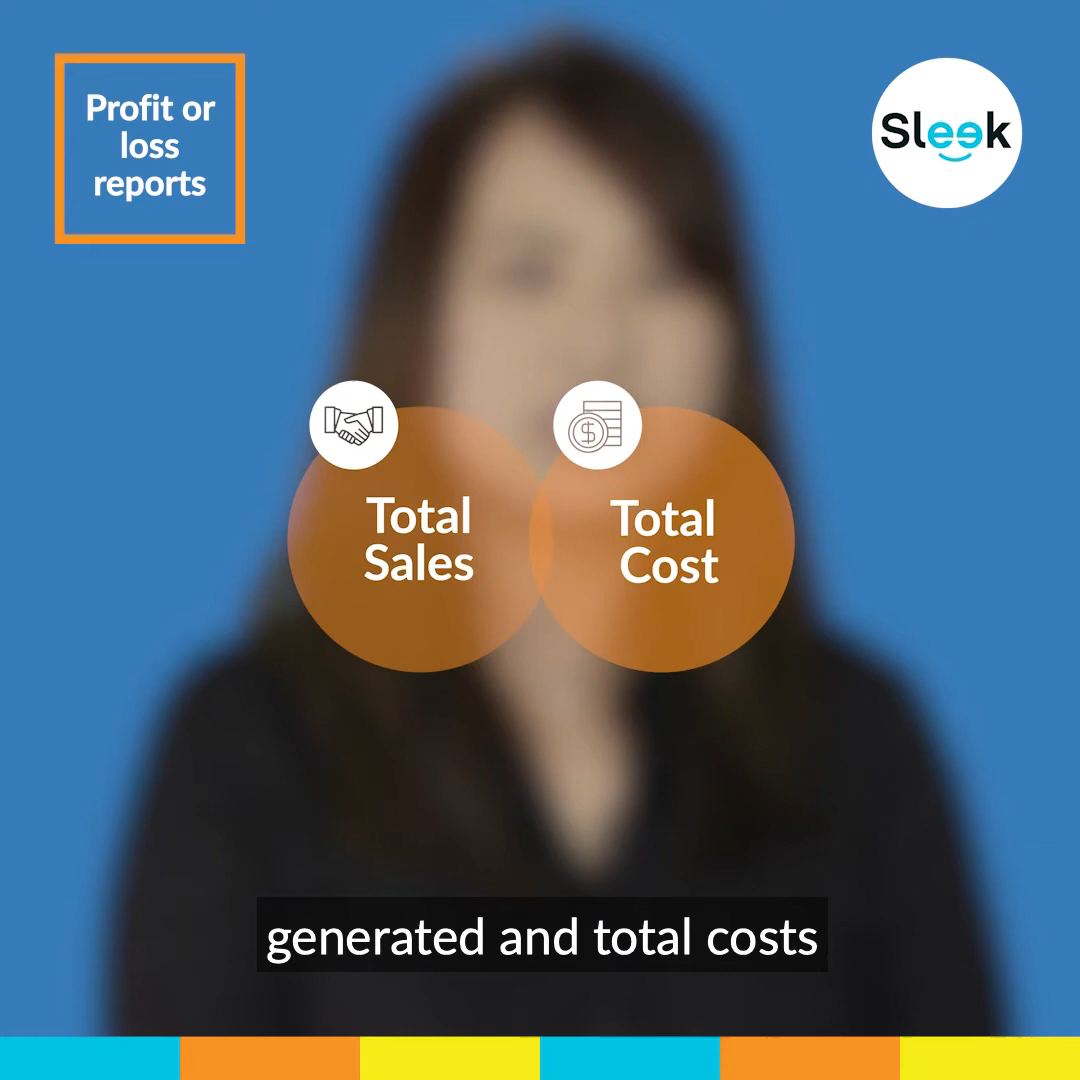 Profit or
loss
reports
Sleek
Total
Sales
Total
Cost
$
generated and total costs